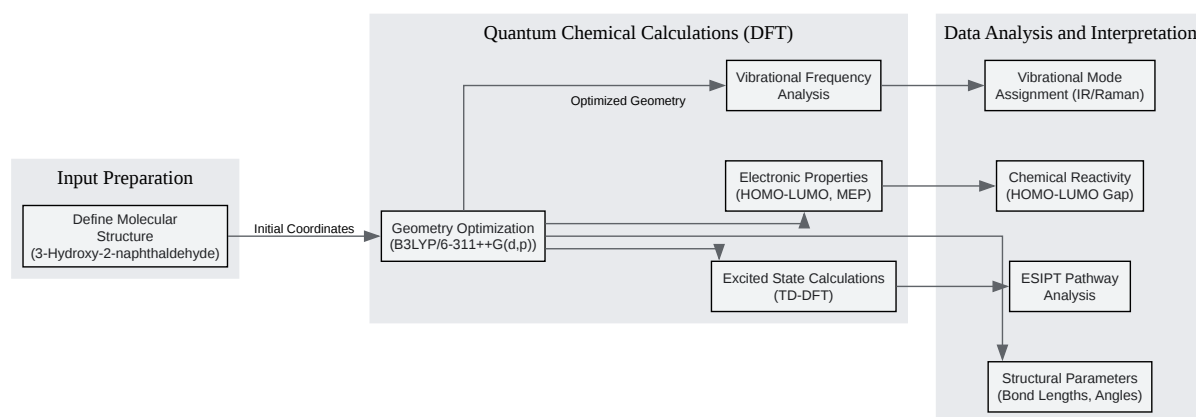 Input Preparation
Define Molecular
Structure
(3-Hydroxy-2-naphthaldehyde)
Initial Coordinates
Quantum Chemical Calculations (DFT)
Geometry Optimization
(B3LYP/6-311++G(d,p))
Optimized Geometry
Vibrational Frequency
Analysis
Electronic Properties
(HOMO-LUMO, MEP)
Excited State Calculations
(TD-DFT)
Data Analysis and Interpretation
Vibrational Mode
Assignment (IR/Raman)
Chemical Reactivity
(HOMO-LUMO Gap)
ESIPT Pathway
Analysis
Structural Parameters
(Bond Lengths, Angles)